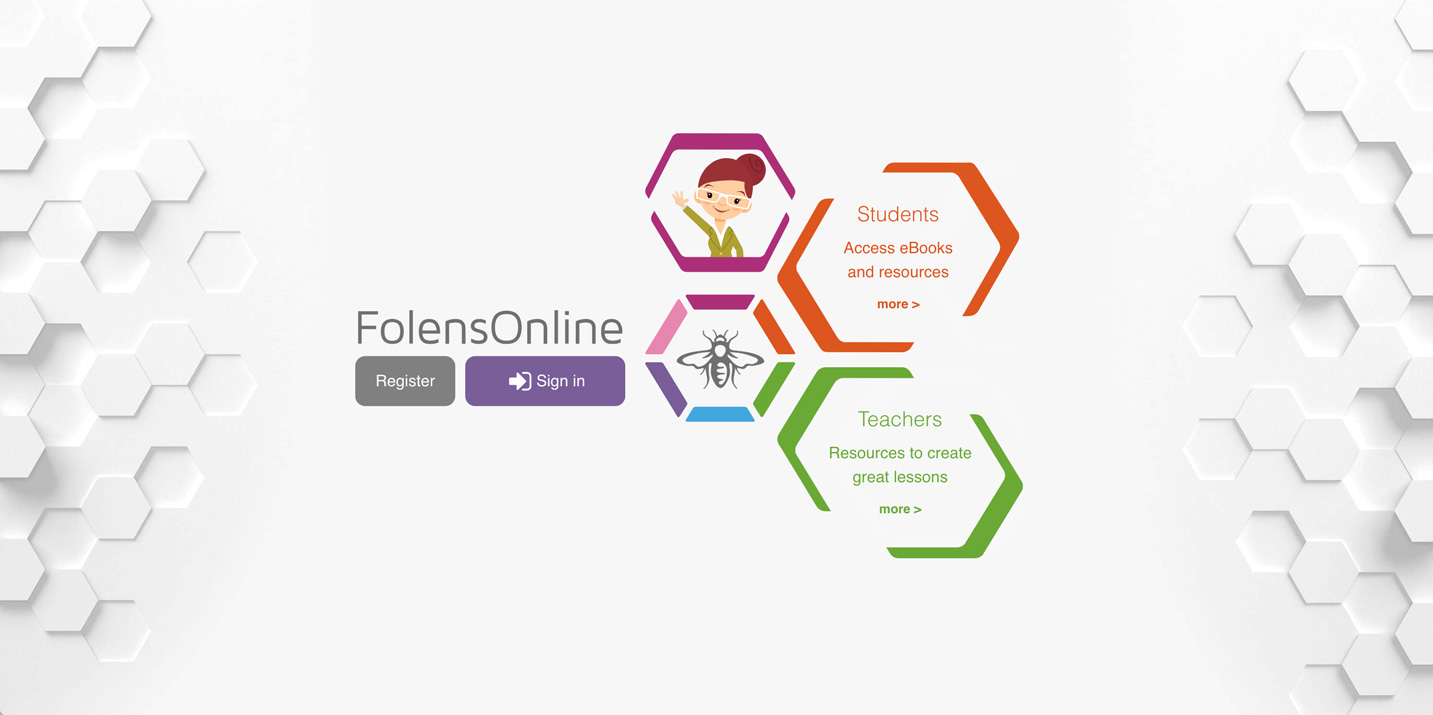 FolensOnline
Register
Sign in
Students
Access eBooks
and resources
more >
Teachers
Resources to create
great lessons
more >